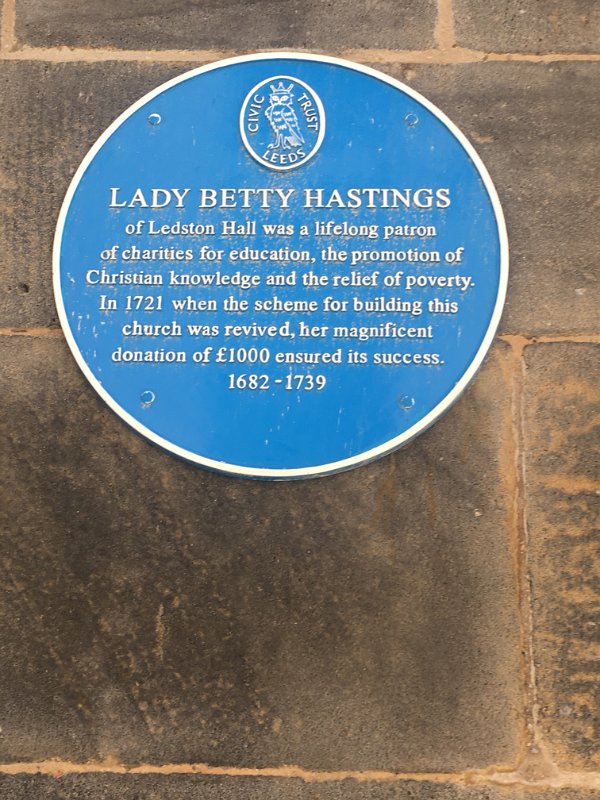 CIVIC TRUST
LEEDS
LADY BETTY HASTINGS
of Ledston Hall was a lifelong patron
of charities for education, the promotion of
Christian knowledge and the relief of poverty.
In 1721 when the scheme for building this
church was revived, her magnificent
donation of £1000 ensured its success.
1682 - 1739